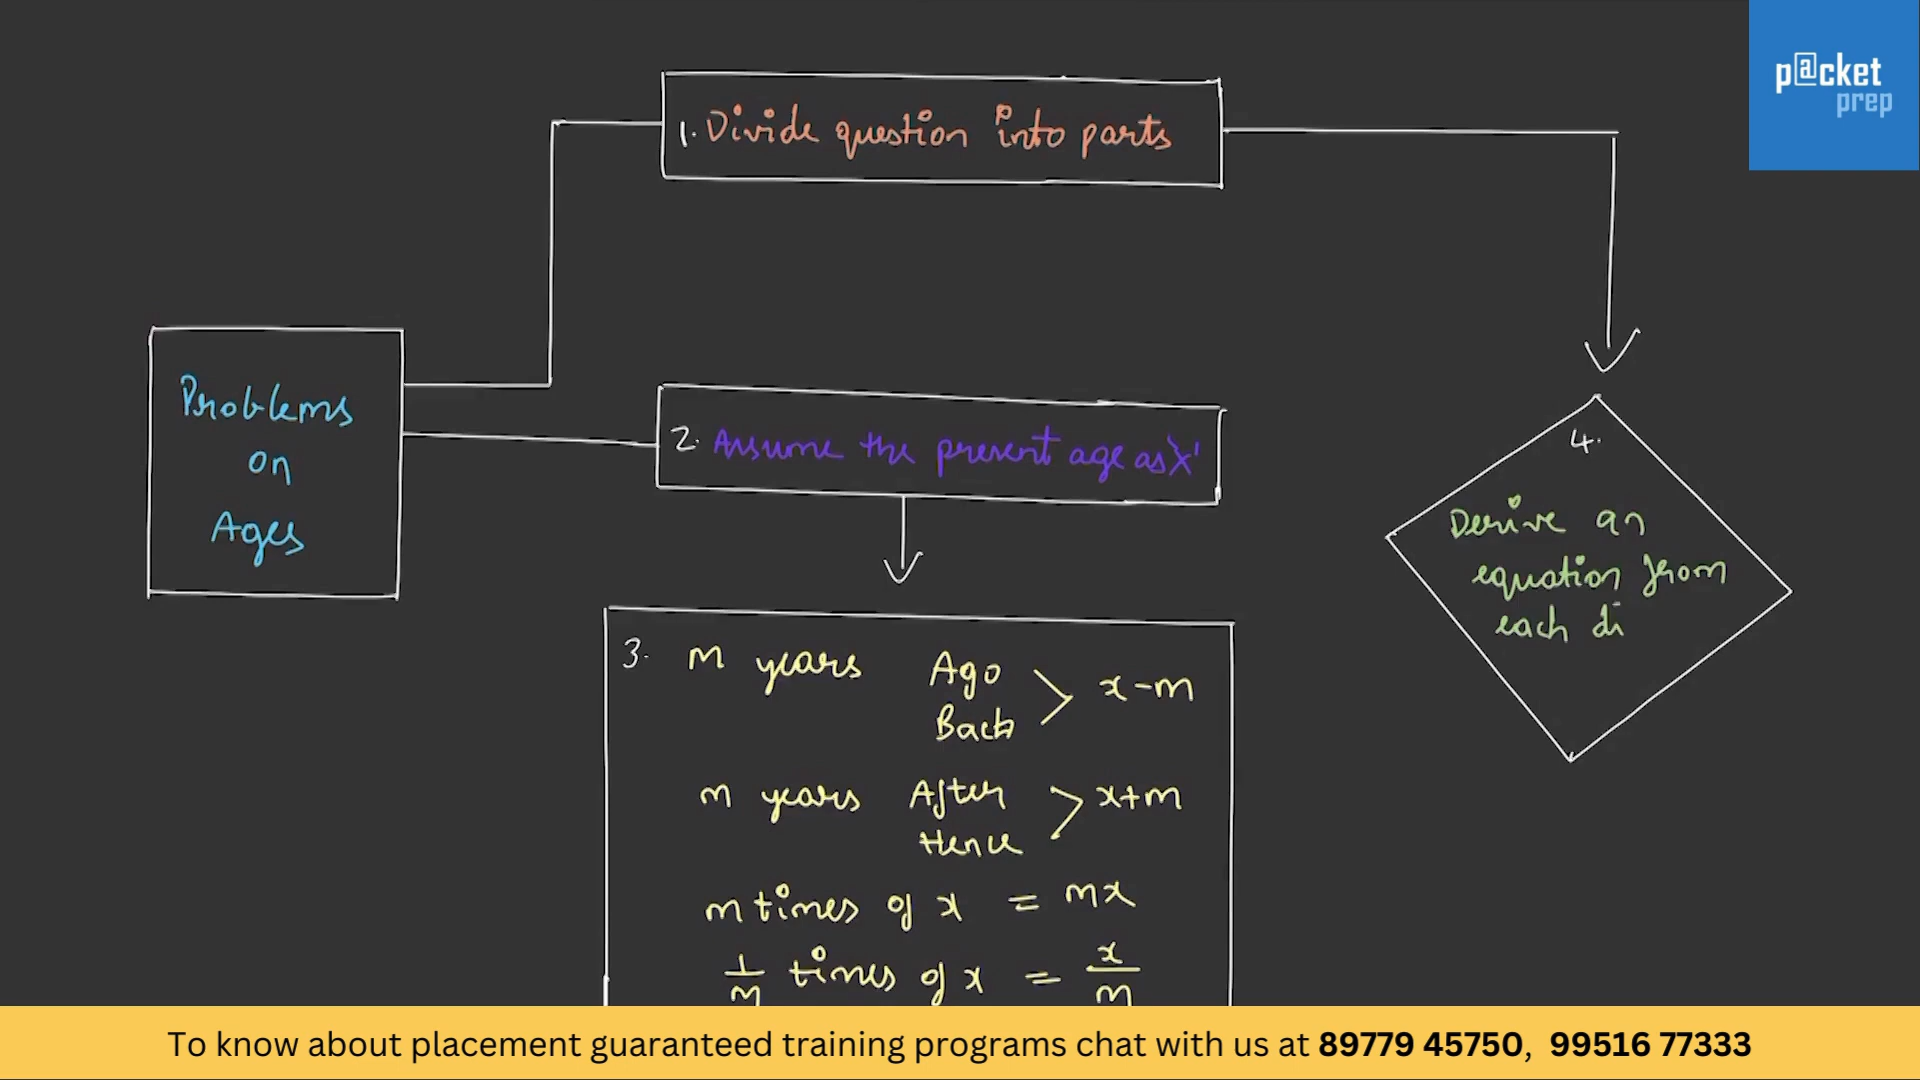 p@cket
prep
1. Divide question into parts
Problems
on
Ages
2. Assume the present age as 'x'
4.
Derive an
equation from
each di
3. m years Ago
Back > x-m
m years After
Hence > x+m
m times of x = mx
1/m times of x = x/m
To know about placement guaranteed training programs chat with us at 89779 45750, 99516 77333